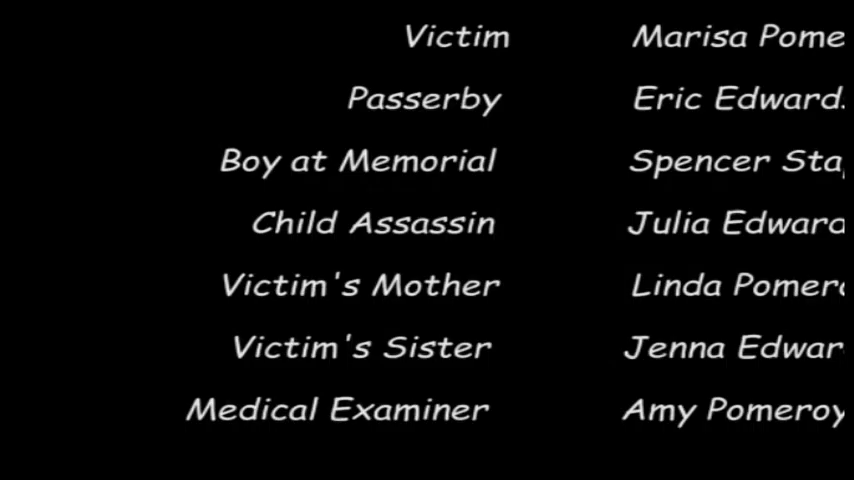 Victim Marisa Pome
Passerby Eric Edward
Boy at Memorial Spencer Sta
Child Assassin Julia Edward
Victim's Mother Linda Pomer
Victim's Sister Jenna Edwar
Medical Examiner Amy Pomeroy